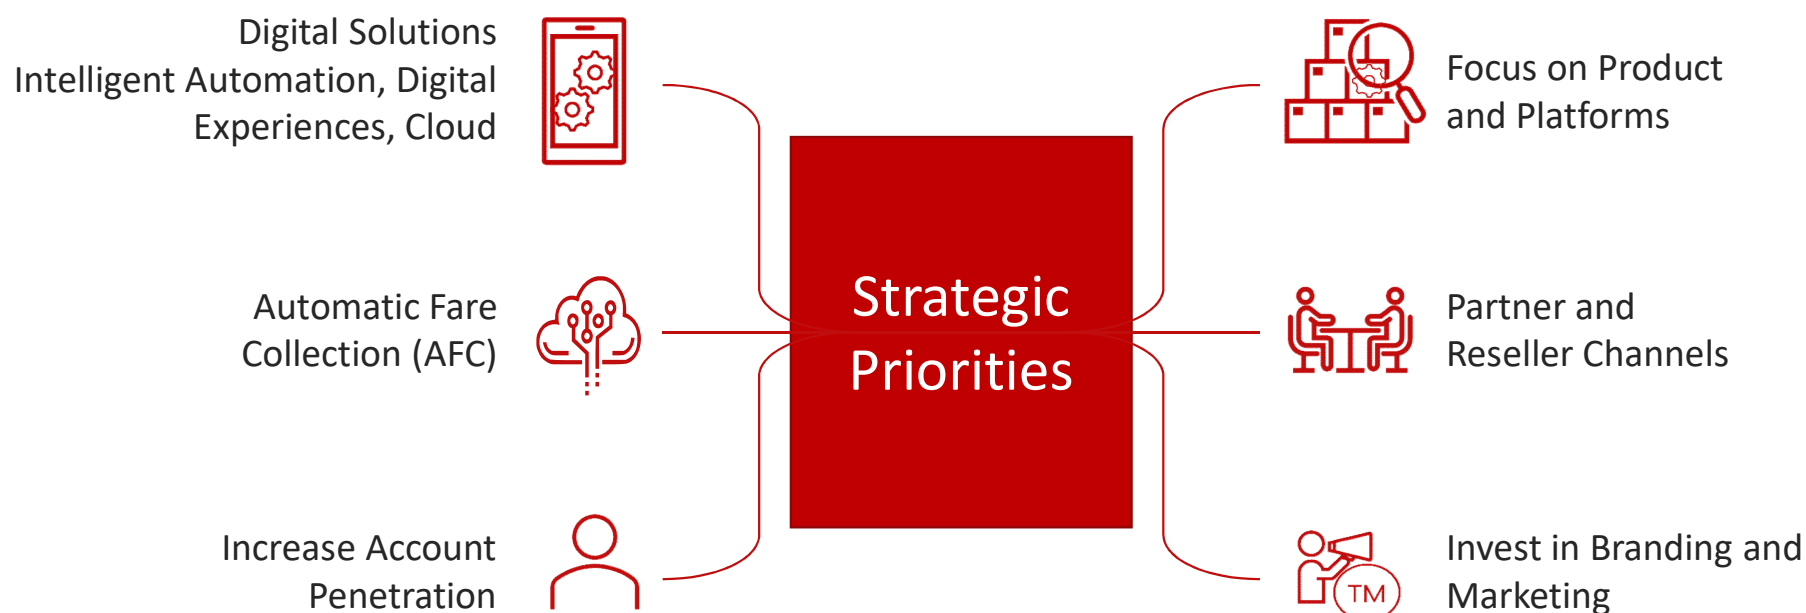 Digital Solutions
Intelligent Automation, Digital
Experiences, Cloud
Automatic Fare
Collection (AFC)
Increase Account
Penetration
Strategic
Priorities
Focus on Product
and Platforms
Partner and
Reseller Channels
TM
Invest in Branding and
Marketing